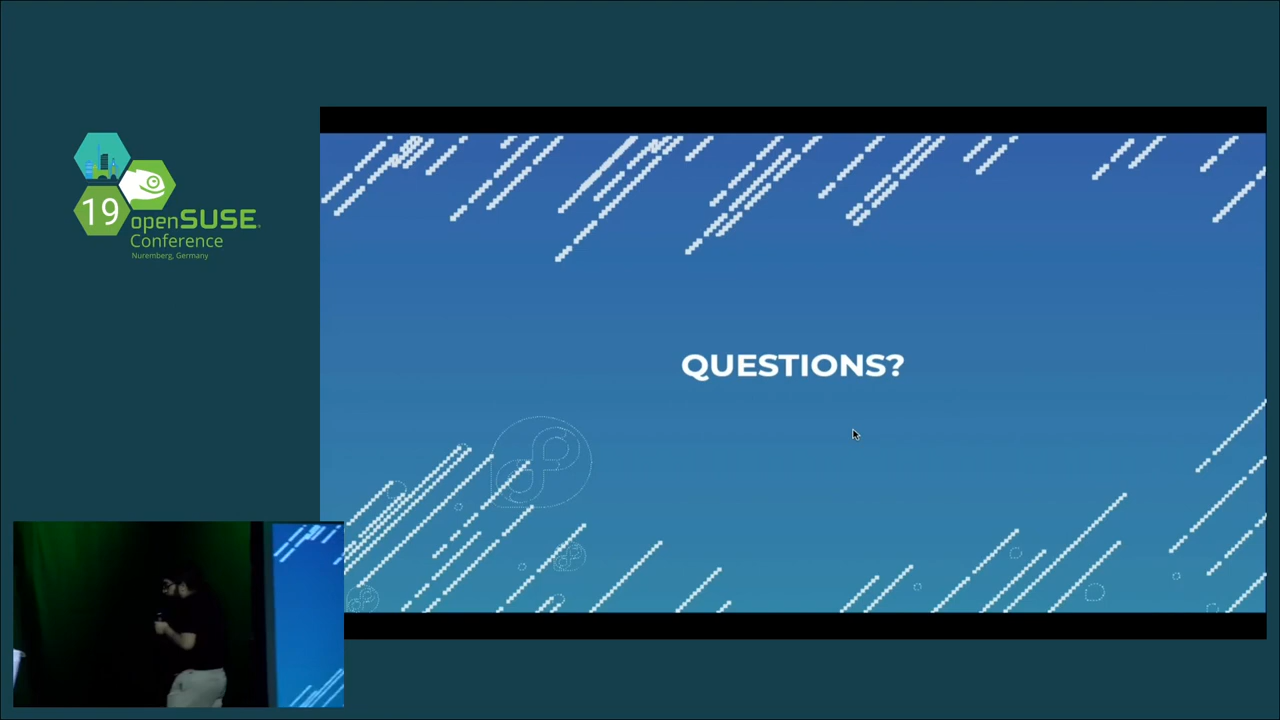 19
openSUSE
Conference
Nuremberg, Germany
QUESTIONS?